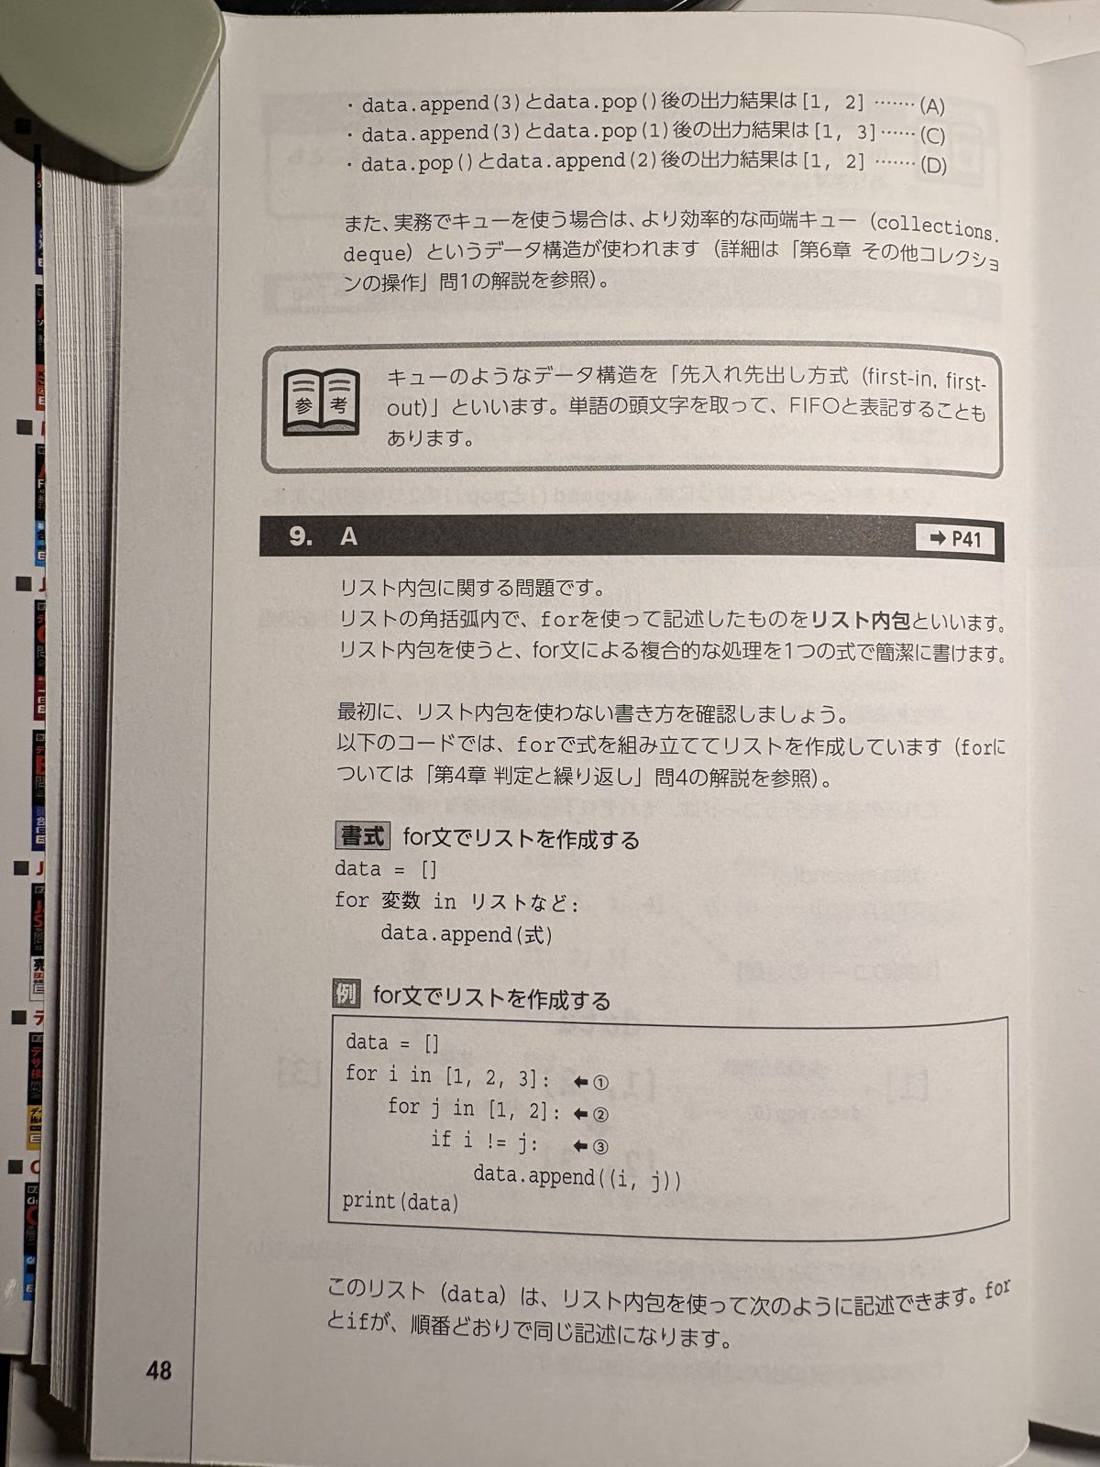 ・data.append(3)とdata.pop()後の出力結果は[1, 2] ……(A)
・data.append(3)とdata.pop(1)後の出力結果は[1, 3]……(C)
・data.pop()とdata.append(2)後の出力結果は[1, 2] ……(D)
また、実務でキューを使う場合は、より効率的な両端キュー（collections.
deque）というデータ構造が使われます（詳細は「第6章 その他コレクショ
ンの操作」問1の解説を参照）。
参考
キューのようなデータ構造を「先入れ先出し方式（first-in, first-
out）」といいます。単語の頭文字を取って、FIFOと表記することも
あります。
9. A ➡P41
リスト内包に関する問題です。
リストの角括弧内で、forを使って記述したものをリスト内包といいます。
リスト内包を使うと、for文による複合的な処理を1つの式で簡潔に書けます。
最初に、リスト内包を使わない書き方を確認しましょう。
以下のコードでは、forで式を組み立ててリストを作成しています（forに
ついては「第4章 判定と繰り返し」問4の解説を参照）。
書式 for文でリストを作成する
data = []
for 変数 in リストなど:
    data.append(式)
例 for文でリストを作成する
data = []
for i in [1, 2, 3]: ⬅①
    for j in [1, 2]: ⬅②
        if i != j: ⬅③
            data.append((i, j))
print(data)
このリスト（data）は、リスト内包を使って次のように記述できます。for
とifが、順番どおりで同じ記述になります。
48